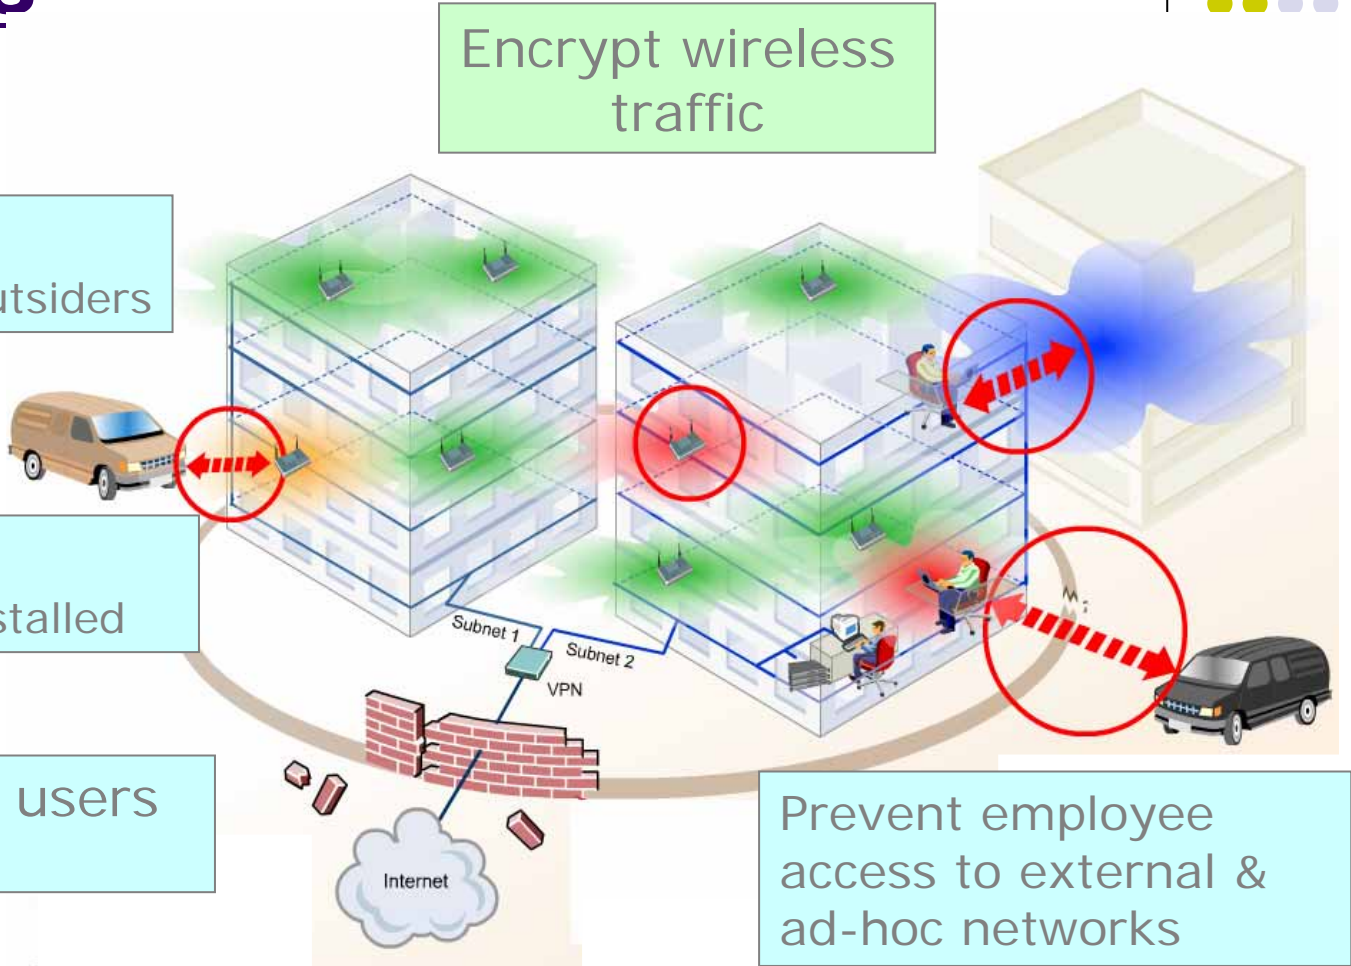 Encrypt wireless
traffic
Subnet 1
Subnet 2
VPN
stalled
users
Internet
Prevent employee
access to external &
ad-hoc networks